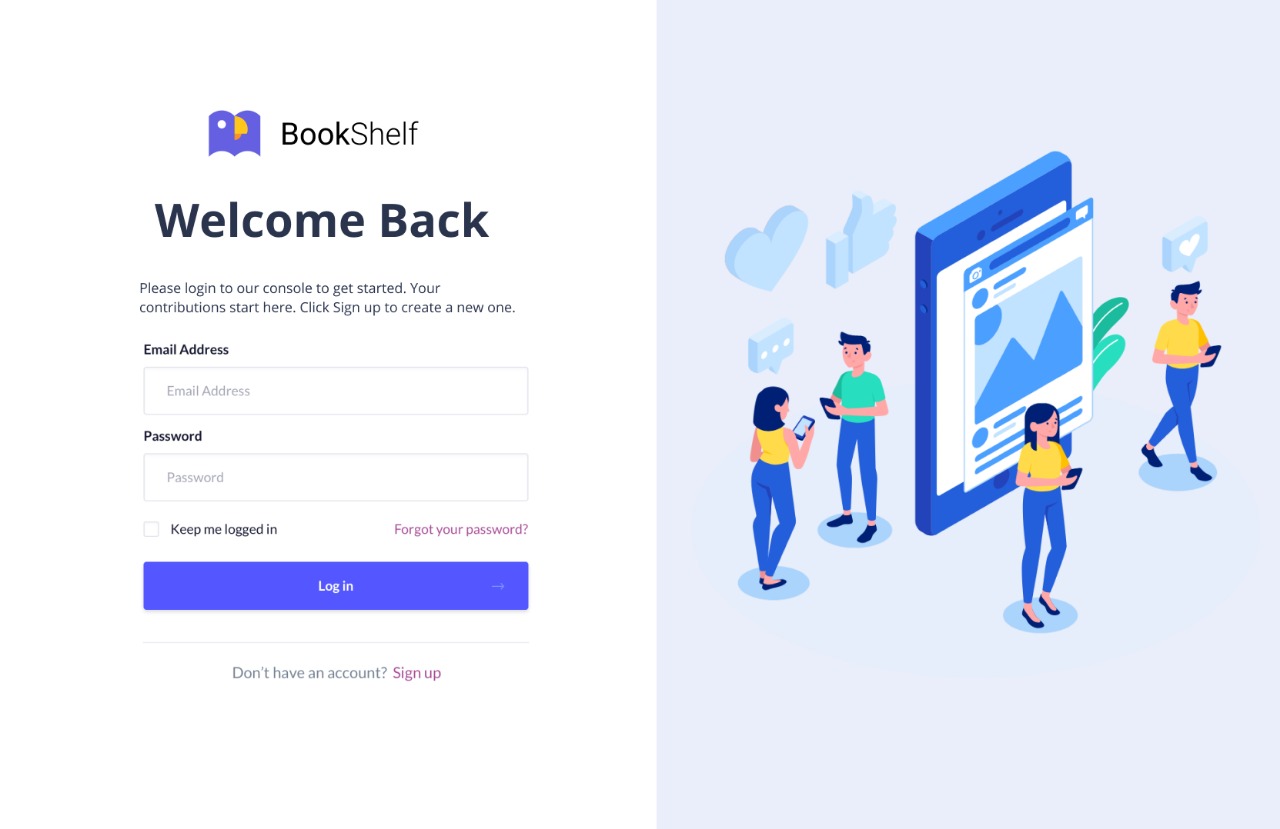 BookShelf
Welcome Back
Please login to our console to get started. Your
contributions start here. Click Sign up to create a new one.
Email Address
Email Address
Password
Password
Keep me logged in
Forgot your password?
Log in →
Don’t have an account? Sign up